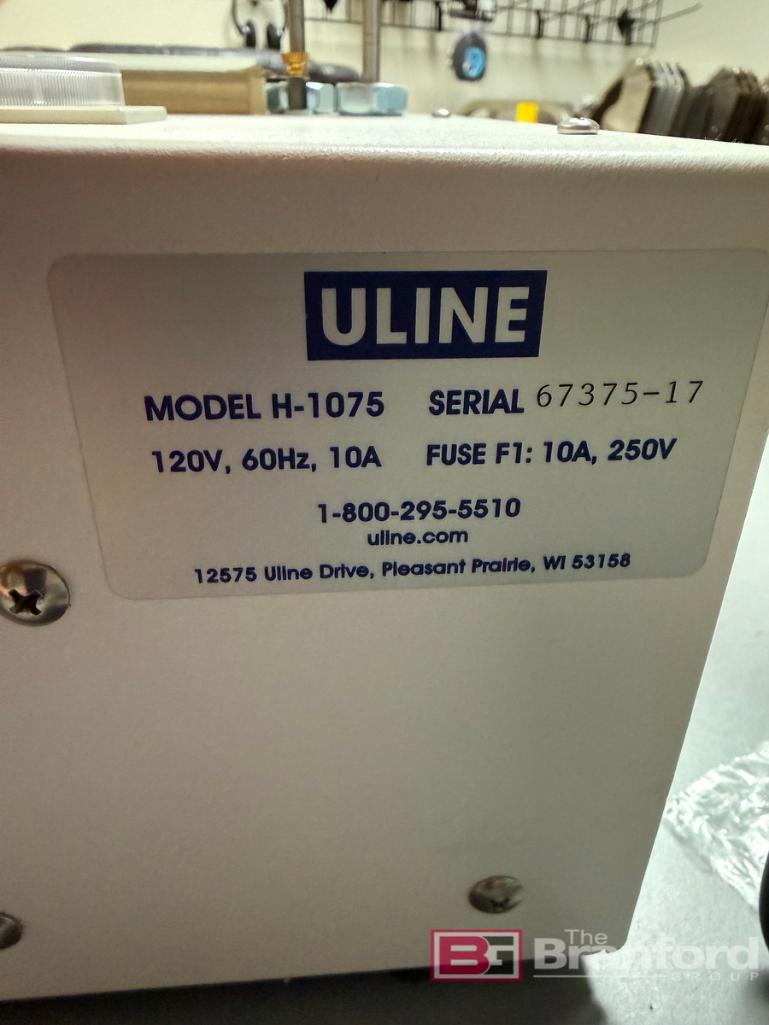 ULINE
MODEL H-1075 SERIAL 67375-17
120V, 60Hz, 10A FUSE F1: 10A, 250V
1-800-295-5510
uline.com
12575 Uline Drive, Pleasant Prairie, WI 53158
BG The Branford
GROUP